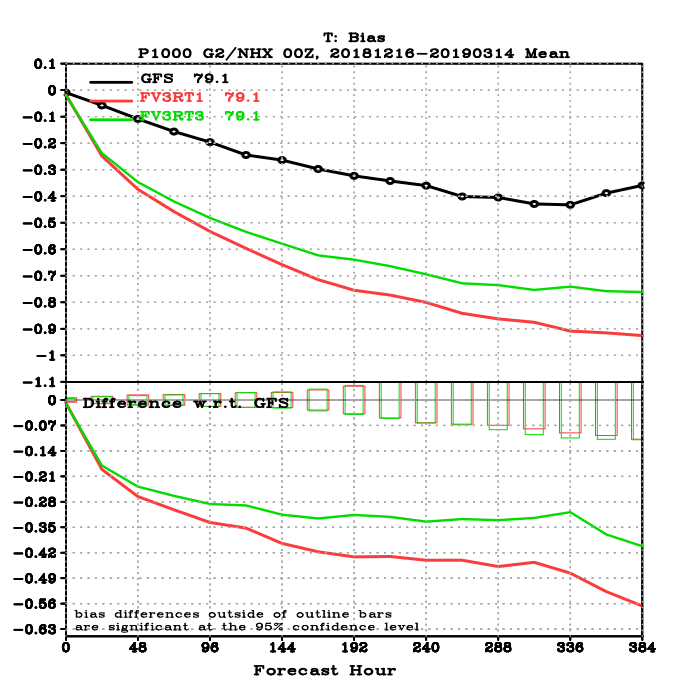 T: Bias
P1000 G2/NHX 00Z, 20181216-20190314 Mean
0.1
0
-0.1
-0.2
-0.3
-0.4
-0.5
-0.6
-0.7
-0.8
-0.9
-1
-1.1
GFS 79.1
FV3RT1 79.1
FV3RT3 79.1
Difference w.r.t. GFS
0
-0.07
-0.14
-0.21
-0.28
-0.35
-0.42
-0.49
-0.56
-0.63
bias differences outside of outline bars
are significant at the 95% confidence level
0 48 96 144 192 240 288 336 384
Forecast Hour